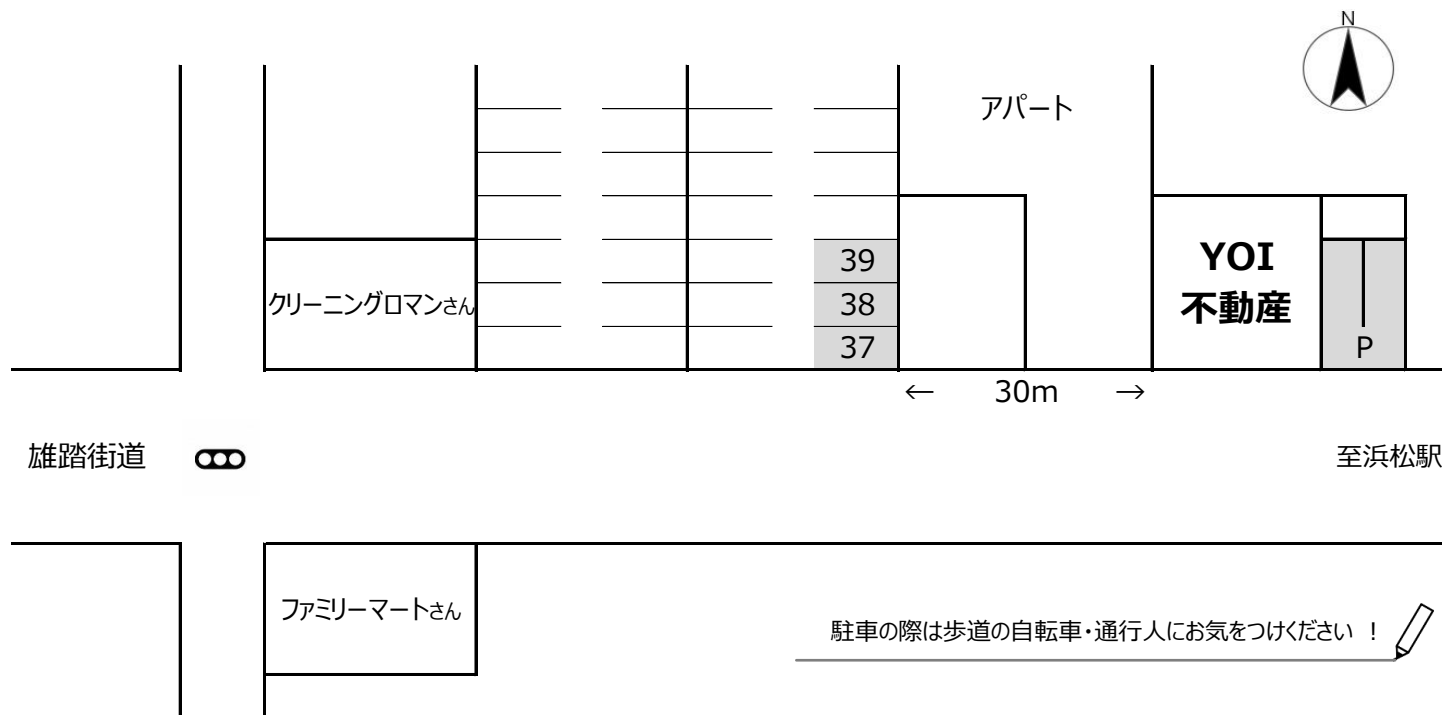 N
アパート
39
38
37
クリーニングロマンさん
YOI
不動産
P
← 30m →
雄踏街道
至浜松駅
ファミリーマートさん
駐車の際は歩道の自転車・通行人にお気をつけください !